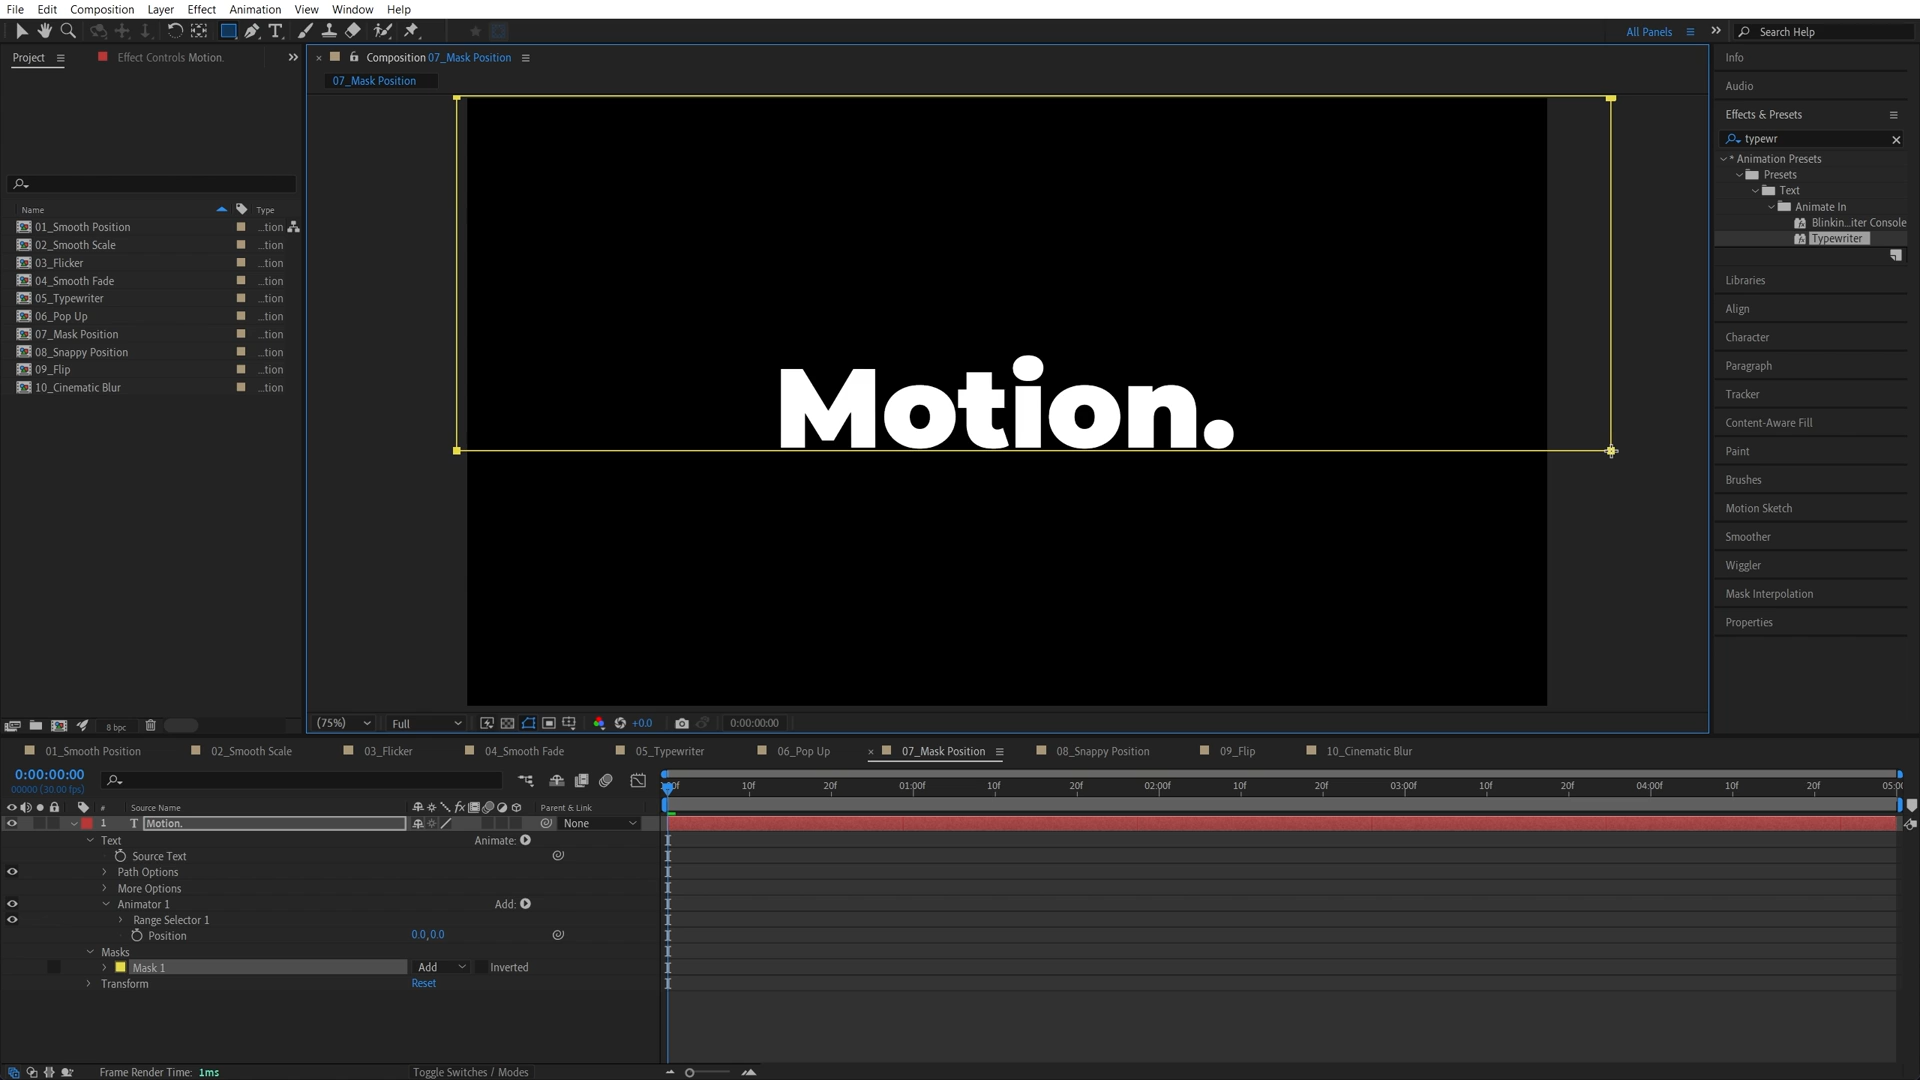 File Edit Composition Layer Effect Animation View Window Help
All Panels Search Help
Project Effect Controls Motion.
Composition 07_Mask Position
07_Mask Position
Name Type
01_Smooth Position ...tion
02_Smooth Scale ...tion
03_Flicker ...tion
04_Smooth Fade ...tion
05_Typewriter ...tion
06_Pop Up ...tion
07_Mask Position ...tion
08_Snappy Position ...tion
09_Flip ...tion
10_Cinematic Blur ...tion
8 bpc
Motion.
(75%) Full +0.0 0:00:00:00
Info
Audio
Effects & Presets
typewr
* Animation Presets
Presets
Text
Animate In
Blinkin...iter Console
Typewriter
Libraries
Align
Character
Paragraph
Tracker
Content-Aware Fill
Paint
Brushes
Motion Sketch
Smoother
Wiggler
Mask Interpolation
Properties
01_Smooth Position 02_Smooth Scale 03_Flicker 04_Smooth Fade 05_Typewriter 06_Pop Up 07_Mask Position 08_Snappy Position 09_Flip 10_Cinematic Blur
0:00:00:00
00000 (30.00 fps)
10f 20f 01:00f 10f 20f 02:00f 10f 20f 03:00f 10f 20f 04:00f 10f 20f
# Source Name Parent & Link
1 T Motion. None
Text Animate:
Source Text
Path Options
More Options
Animator 1 Add:
Range Selector 1
Position 0.0,0.0
Masks
Mask 1 Add Inverted
Transform Reset
Frame Render Time: 1ms Toggle Switches / Modes